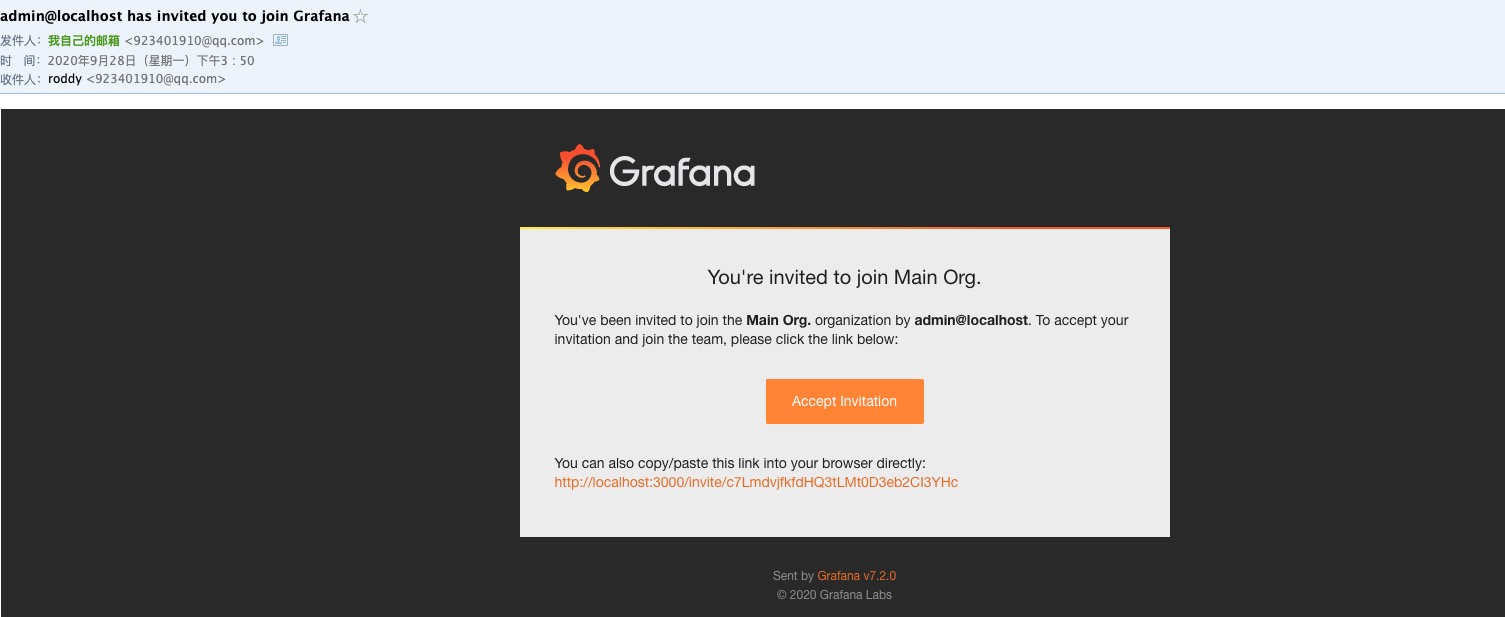 admin@localhost has invited you to join Grafana
发件人：我自己的邮箱 <923401910@qq.com>
时　间：2020年9月28日（星期一）下午3：50
收件人：roddy <923401910@qq.com>
Grafana
You're invited to join Main Org.
You've been invited to join the Main Org. organization by admin@localhost. To accept your
invitation and join the team, please click the link below:
Accept Invitation
You can also copy/paste this link into your browser directly:
http://localhost:3000/invite/c7LmdvjfkfdHQ3tLMt0D3eb2CI3YHc
Sent by Grafana v7.2.0
© 2020 Grafana Labs